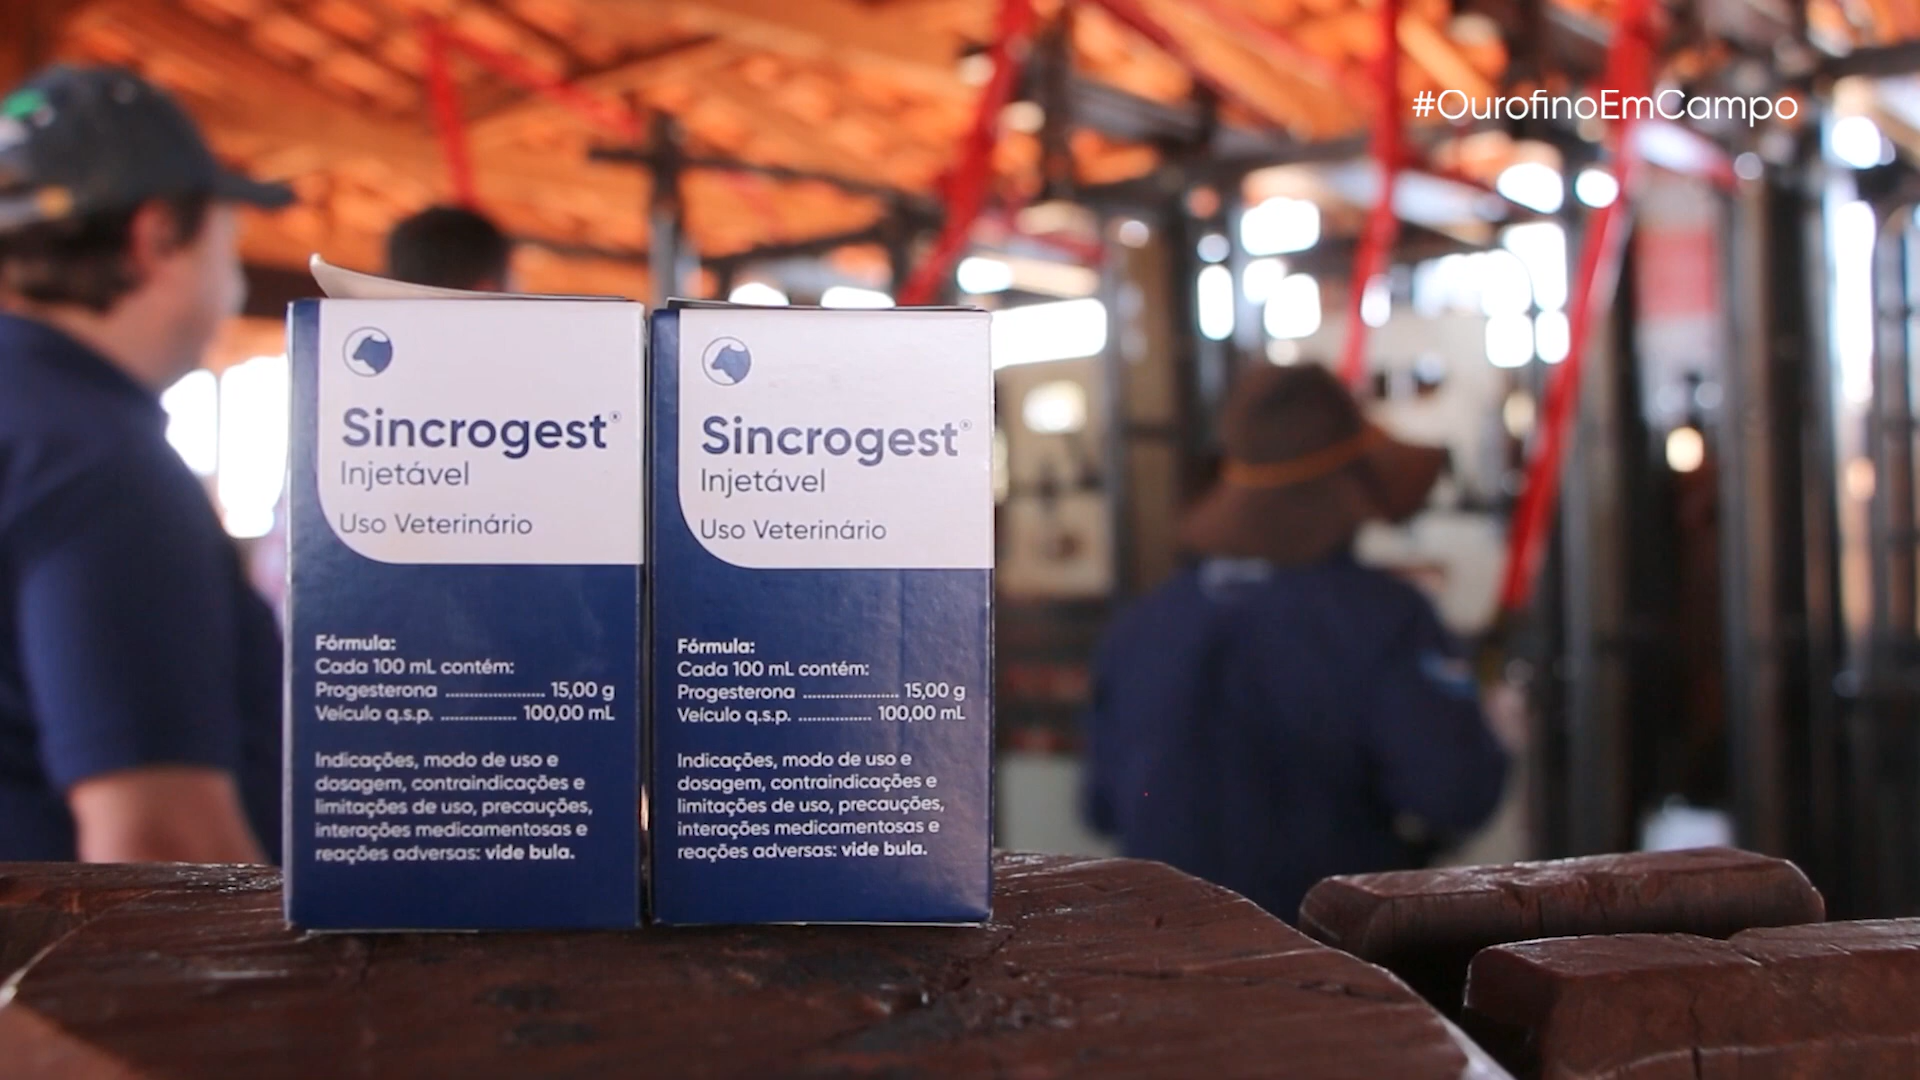 #OurofinoEmCampo
Sincrogest®
Injetável
Uso Veterinário
Fórmula:
Cada 100 mL contém:
Progesterona ...................... 15,00 g
Veículo q.s.p. ................. 100,00 mL
Indicações, modo de uso e
dosagem, contraindicações e
limitações de uso, precauções,
interações medicamentosas e
reações adversas: vide bula.
Sincrogest®
Injetável
Uso Veterinário
Fórmula:
Cada 100 mL contém:
Progesterona ...................... 15,00 g
Veículo q.s.p. ................. 100,00 mL
Indicações, modo de uso e
dosagem, contraindicações e
limitações de uso, precauções,
interações medicamentosas e
reações adversas: vide bula.